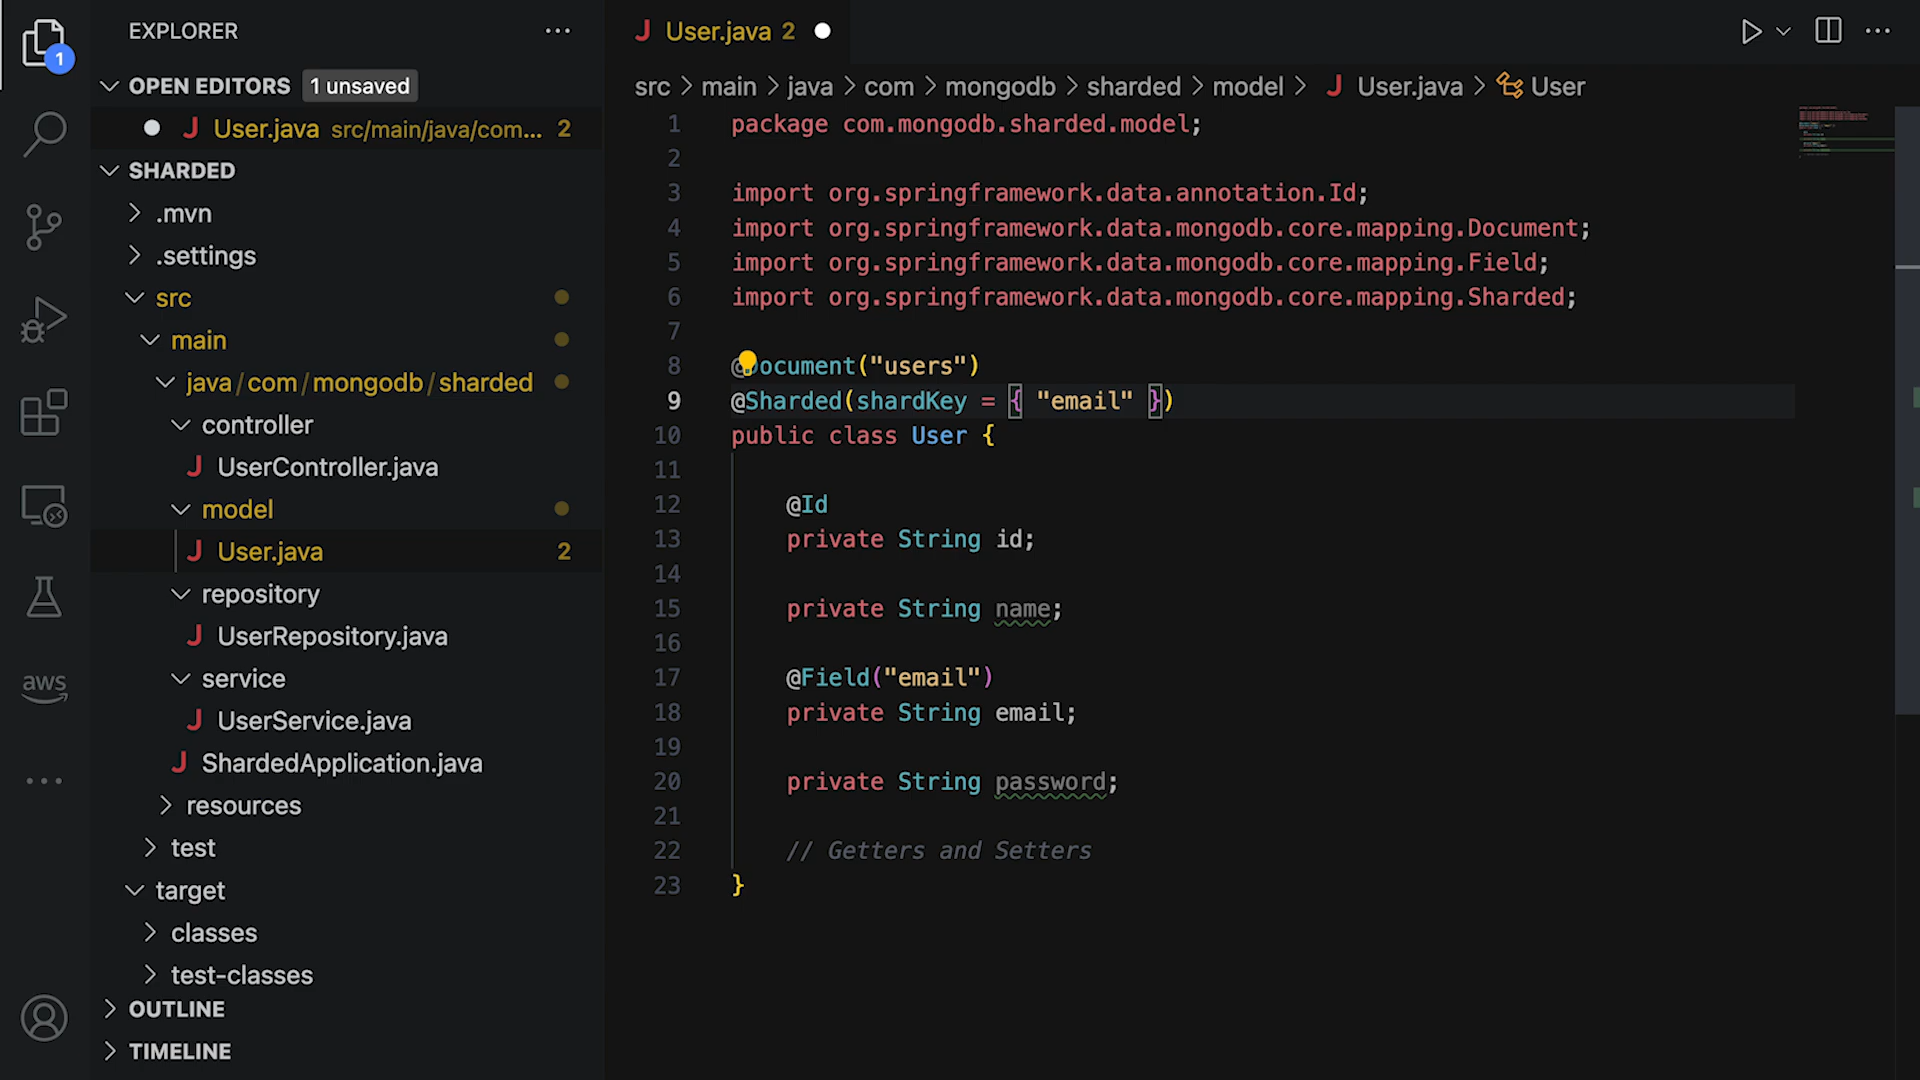 EXPLORER
1
OPEN EDITORS 1 unsaved
J User.java src/main/java/com... 2
SHARDED
.mvn
.settings
src
main
java/com/mongodb/sharded
controller
J UserController.java
model
J User.java 2
repository
J UserRepository.java
service
J UserService.java
J ShardedApplication.java
resources
test
target
classes
test-classes
OUTLINE
TIMELINE
aws
J User.java 2
src > main > java > com > mongodb > sharded > model > J User.java > User
1 package com.mongodb.sharded.model;
2
3 import org.springframework.data.annotation.Id;
4 import org.springframework.data.mongodb.core.mapping.Document;
5 import org.springframework.data.mongodb.core.mapping.Field;
6 import org.springframework.data.mongodb.core.mapping.Sharded;
7
8 @Document("users")
9 @Sharded(shardKey = { "email" })
10 public class User {
11
12 @Id
13 private String id;
14
15 private String name;
16
17 @Field("email")
18 private String email;
19
20 private String password;
21
22 // Getters and Setters
23 }